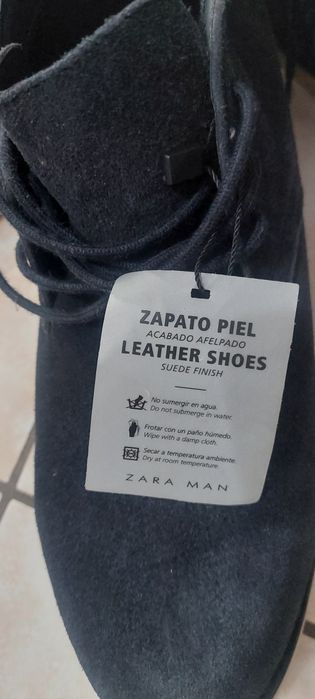 ZAPATO PIEL
ACABADO AFELPADO
LEATHER SHOES
SUEDE FINISH
No sumergir en agua.
Do not submerge in water.
Frotar con un paño húmedo.
Wipe with a damp cloth.
Secar a temperatura ambiente.
Dry at room temperature.
ZARA MAN